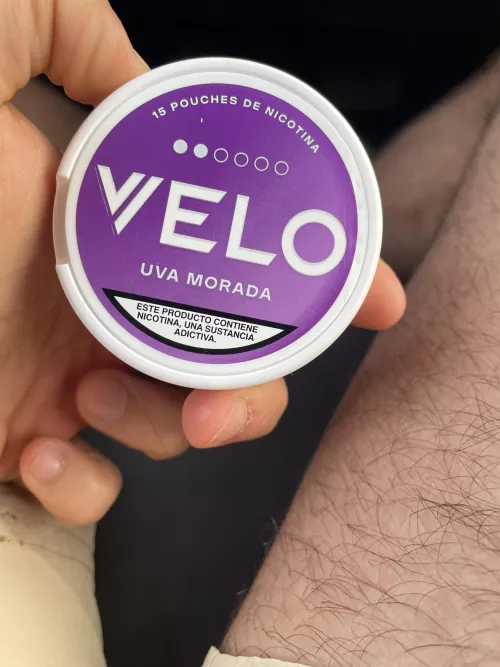 15 POUCHES DE NICOTINA
VELO
UVA MORADA
ESTE PRODUCTO CONTIENE
NICOTINA, UNA SUSTANCIA
ADICTIVA.